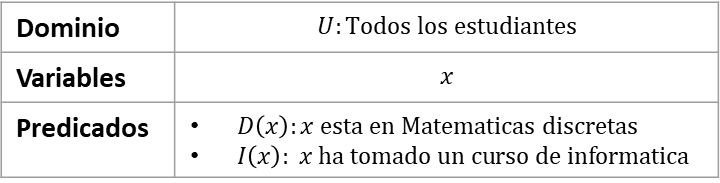 Dominio U: Todos los estudiantes
Variables x
Predicados • D(x): x esta en Matematicas discretas
• I(x): x ha tomado un curso de informatica